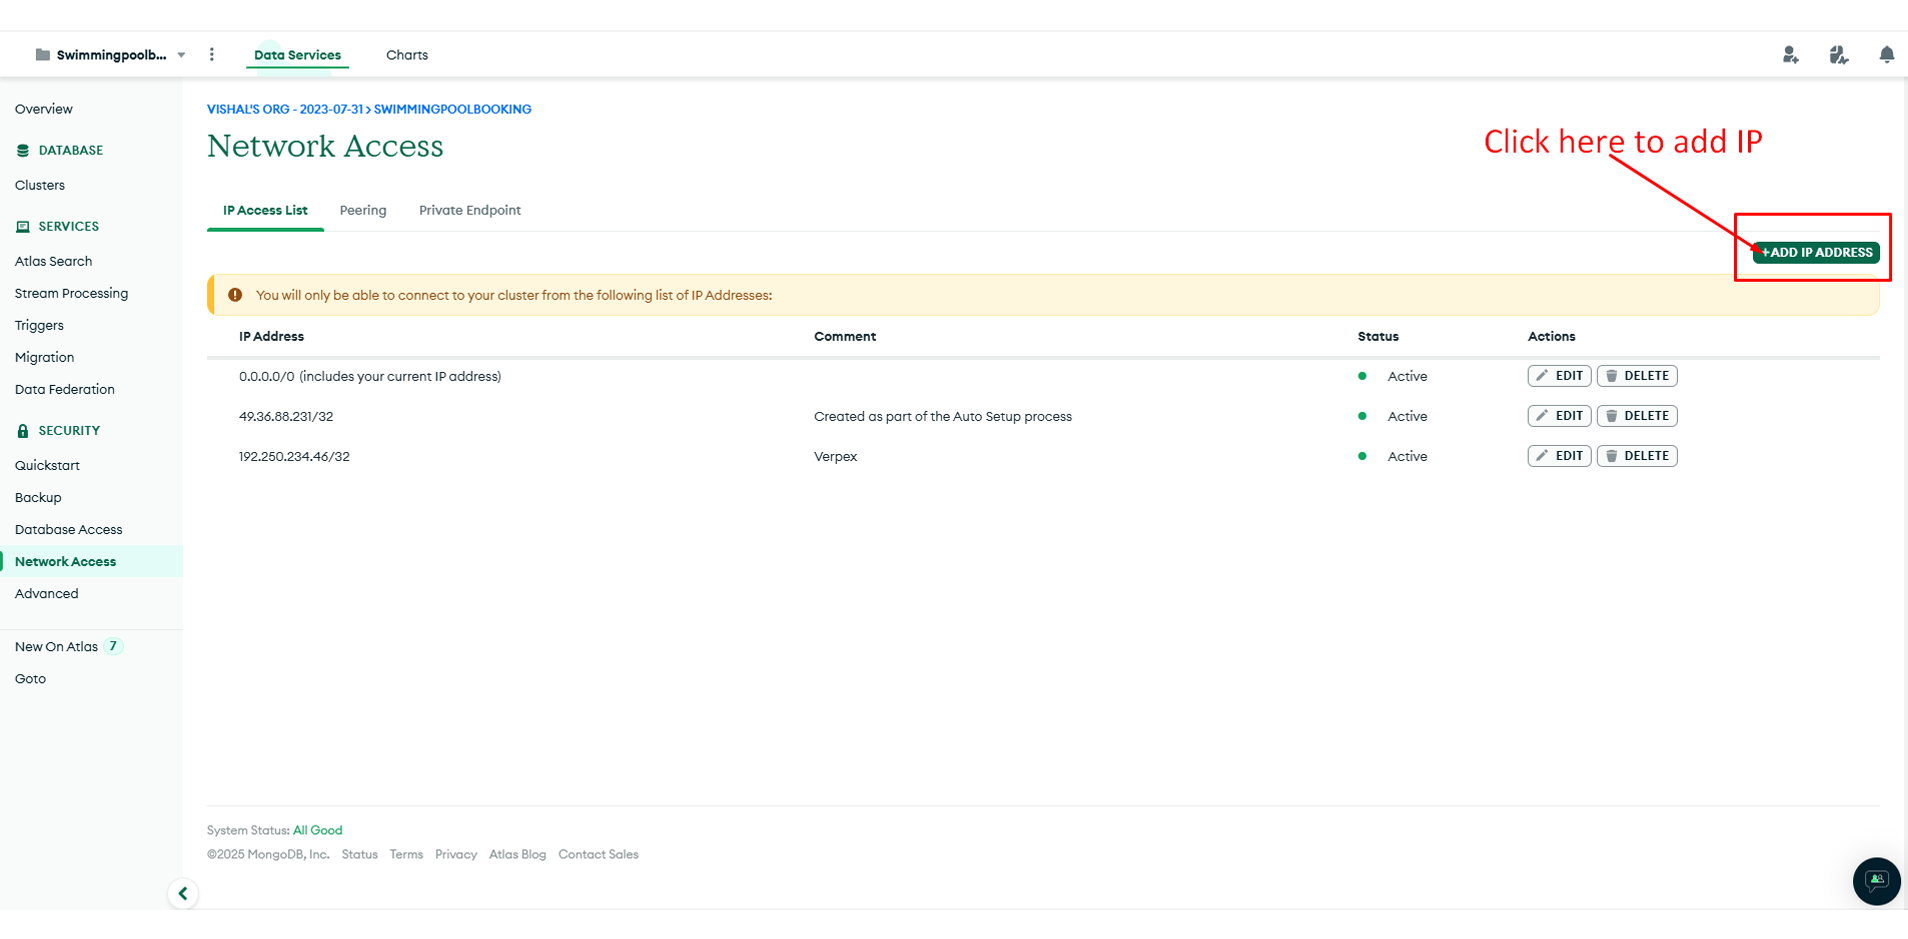 Swimmingpoolb...
Data Services
Charts
Overview
DATABASE
Clusters
SERVICES
Atlas Search
Stream Processing
Triggers
Migration
Data Federation
SECURITY
Quickstart
Backup
Database Access
Network Access
Advanced
New On Atlas 7
Goto
VISHAL'S ORG - 2023-07-31 > SWIMMINGPOOLBOOKING
Network Access
Click here to add IP
IP Access List
Peering
Private Endpoint
+ADD IP ADDRESS
You will only be able to connect to your cluster from the following list of IP Addresses:
IP Address Comment Status Actions
0.0.0.0/0 (includes your current IP address) Active EDIT DELETE
49.36.88.231/32 Created as part of the Auto Setup process Active EDIT DELETE
192.250.234.46/32 Verpex Active EDIT DELETE
System Status: All Good
©2025 MongoDB, Inc. Status Terms Privacy Atlas Blog Contact Sales